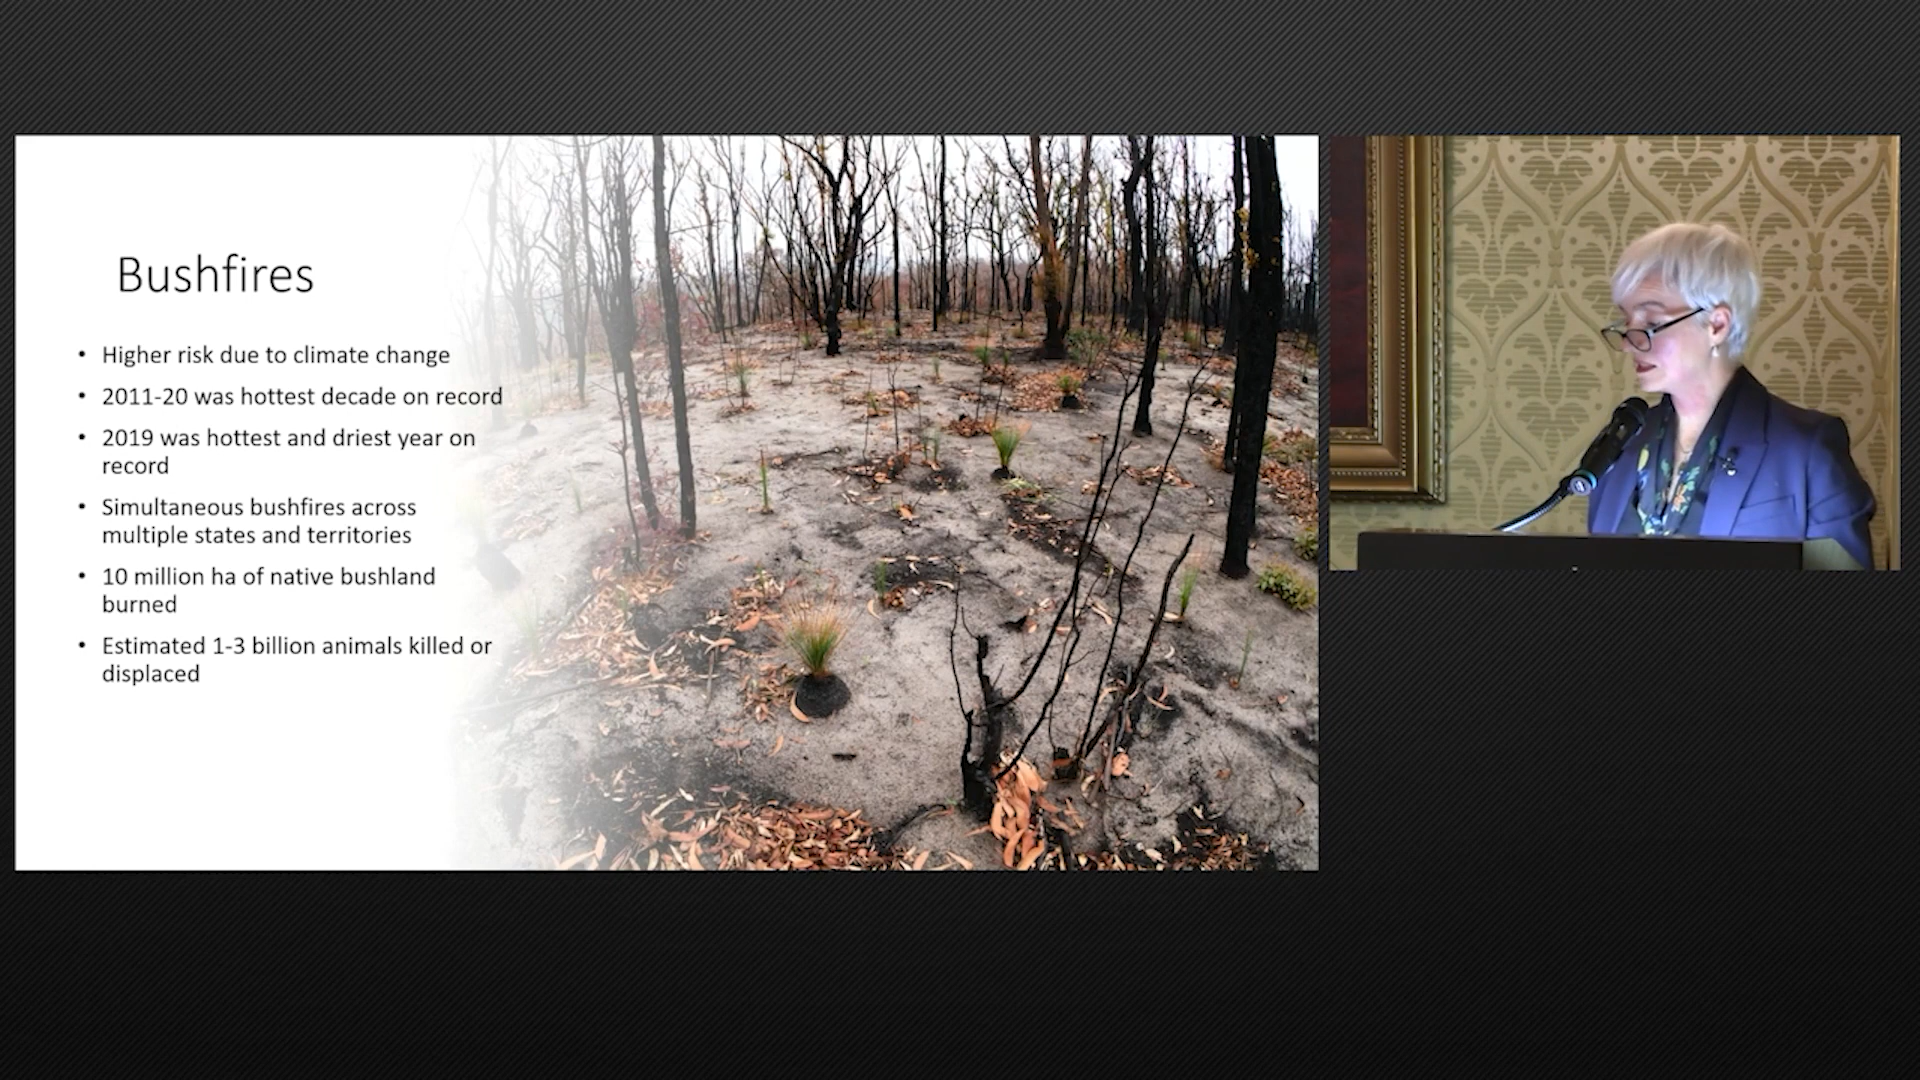 Bushfires
• Higher risk due to climate change
• 2011-20 was hottest decade on record
• 2019 was hottest and driest year on
record
• Simultaneous bushfires across
multiple states and territories
• 10 million ha of native bushland
burned
• Estimated 1-3 billion animals killed or
displaced